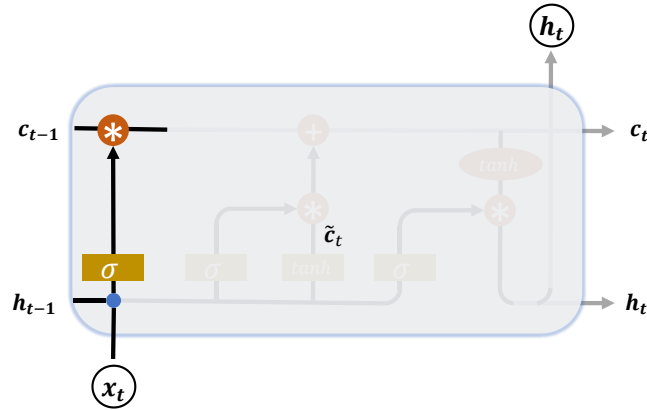 h_t
c_{t−1} * + c_t
tanh
* *
c̃_t
σ σ tanh σ
h_{t−1} h_t
x_t